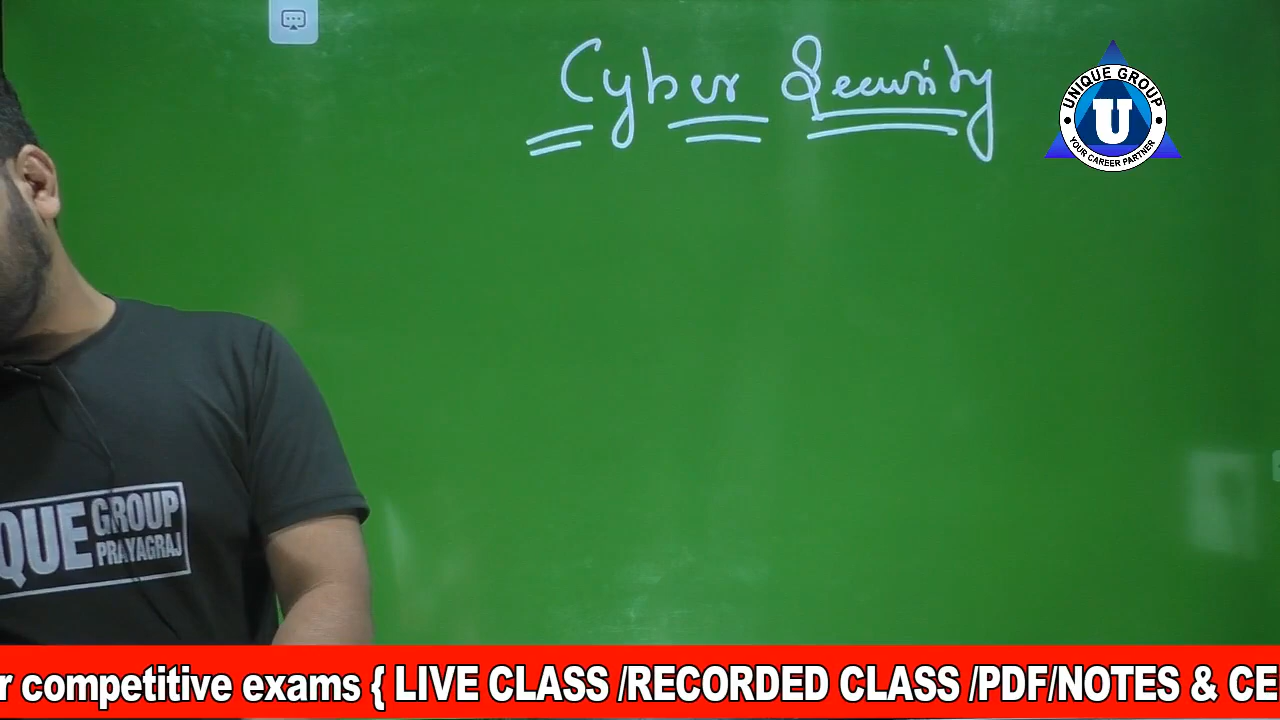 Cyber Security
UNIQUE GROUP
U
YOUR CAREER PARTNER
QUE GROUP
PRAYAGRAJ
r competitive exams { LIVE CLASS /RECORDED CLASS /PDF/NOTES & CE